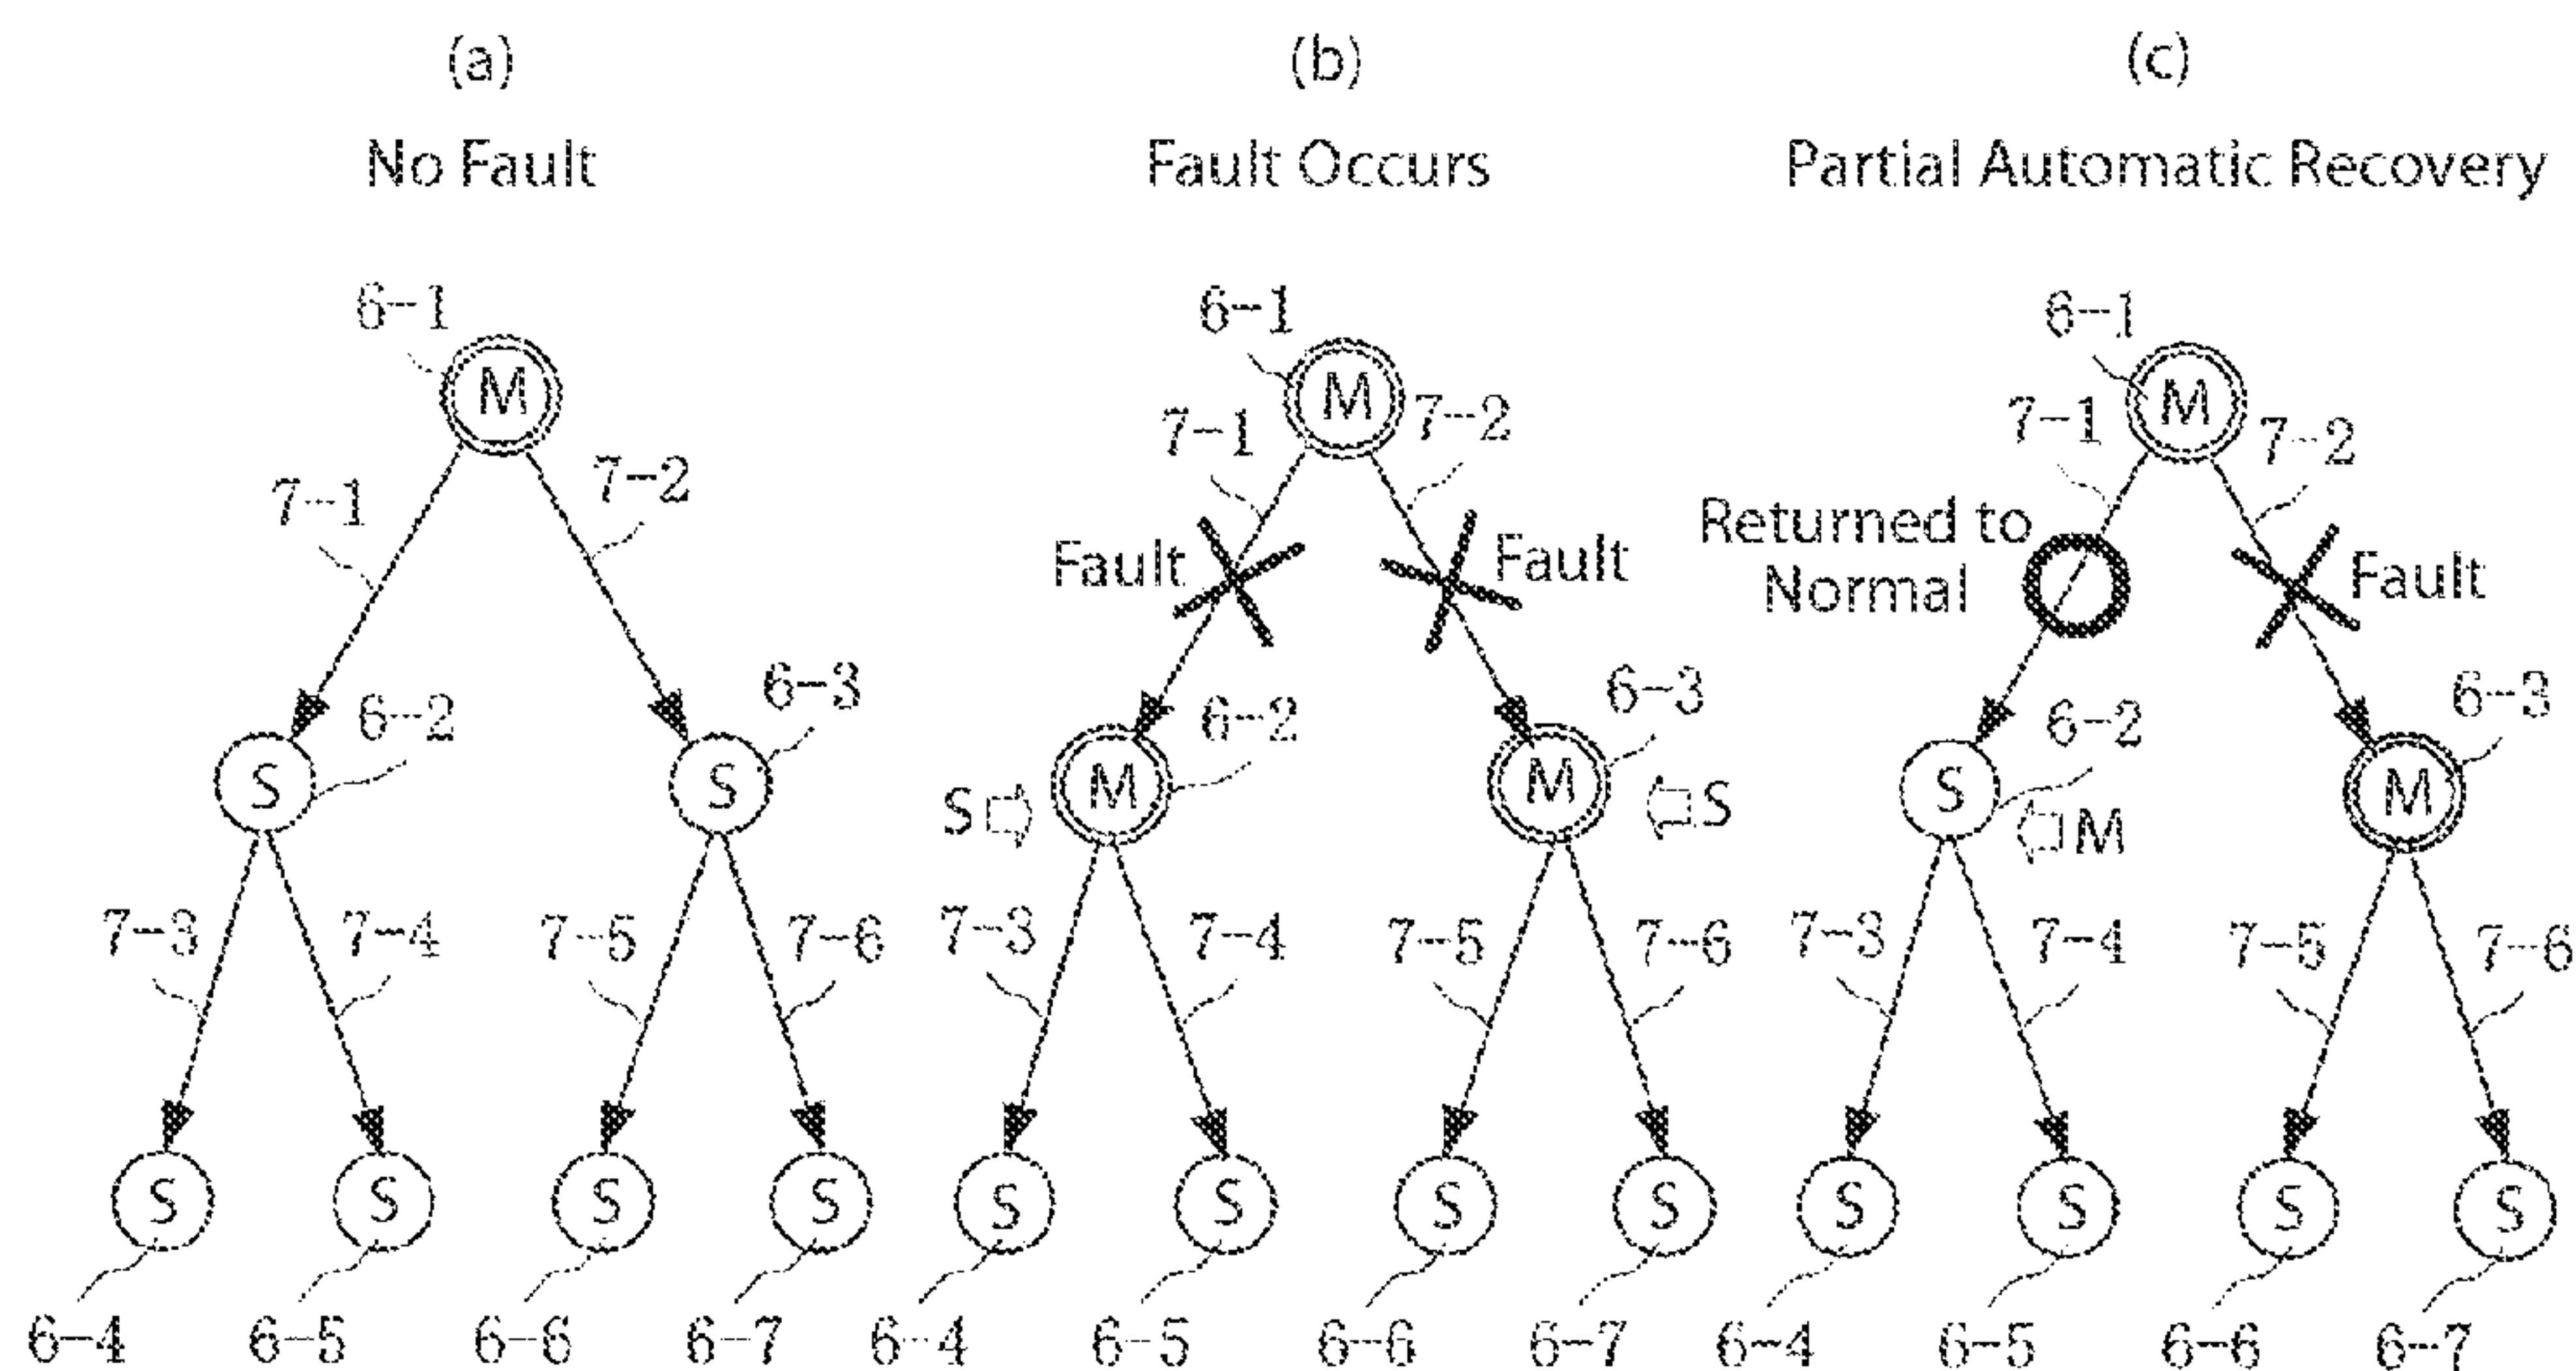 (a)
No Fault
6-1
M
7-1
7-2
6-2
6-3
S
S
7-3
7-4
7-5
7-6
S
S
S
S
6-4
6-5
6-6
6-7
(b)
Fault Occurs
6-1
M
7-1
7-2
Fault
Fault
6-2
6-3
S
M
M
S
7-3
7-4
7-5
7-6
S
S
S
S
6-4
6-5
6-6
6-7
(c)
Partial Automatic Recovery
6-1
M
7-1
7-2
Returned to
Normal
Fault
6-2
6-3
S
M
M
7-3
7-4
7-5
7-6
S
S
S
S
6-4
6-5
6-6
6-7